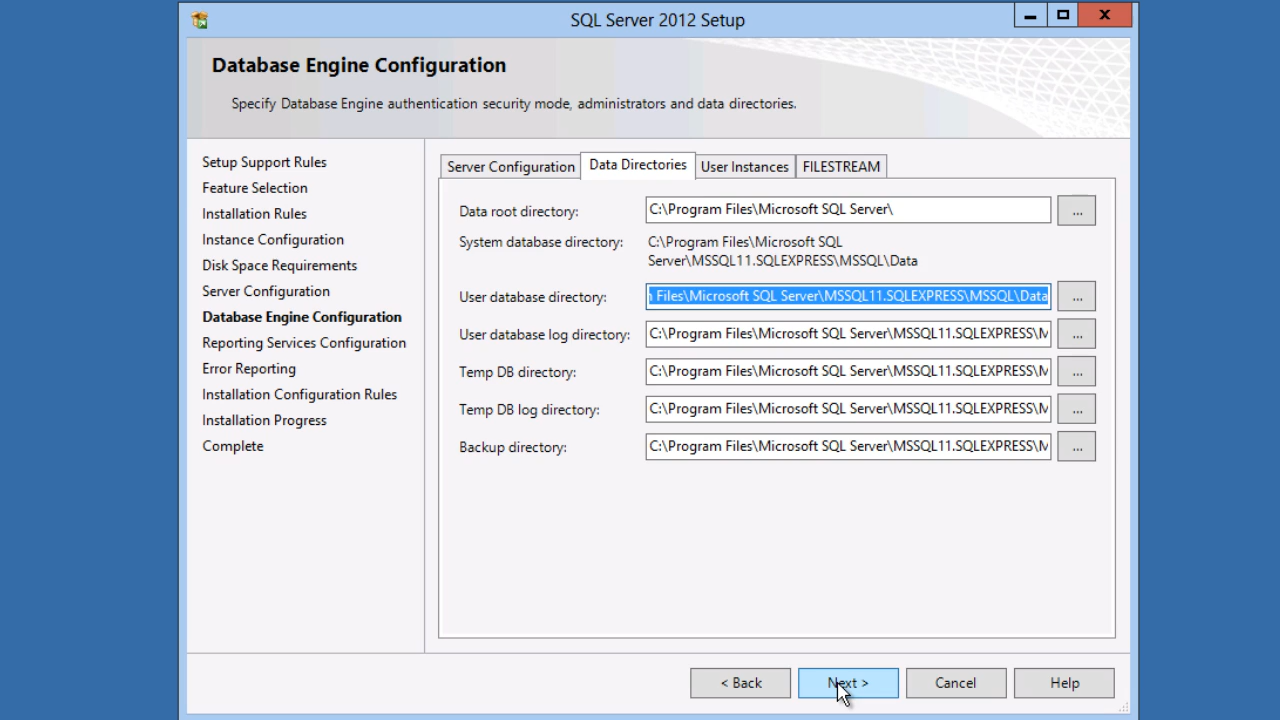 SQL Server 2012 Setup
Database Engine Configuration
Specify Database Engine authentication security mode, administrators and data directories.
Setup Support Rules
Feature Selection
Installation Rules
Instance Configuration
Disk Space Requirements
Server Configuration
Database Engine Configuration
Reporting Services Configuration
Error Reporting
Installation Configuration Rules
Installation Progress
Complete
Server Configuration Data Directories User Instances FILESTREAM
Data root directory: C:\Program Files\Microsoft SQL Server\ ...
System database directory: C:\Program Files\Microsoft SQL
Server\MSSQL11.SQLEXPRESS\MSSQL\Data
User database directory: Files\Microsoft SQL Server\MSSQL11.SQLEXPRESS\MSSQL\Data ...
User database log directory: C:\Program Files\Microsoft SQL Server\MSSQL11.SQLEXPRESS\M ...
Temp DB directory: C:\Program Files\Microsoft SQL Server\MSSQL11.SQLEXPRESS\M ...
Temp DB log directory: C:\Program Files\Microsoft SQL Server\MSSQL11.SQLEXPRESS\M ...
Backup directory: C:\Program Files\Microsoft SQL Server\MSSQL11.SQLEXPRESS\M ...
< Back Next > Cancel Help